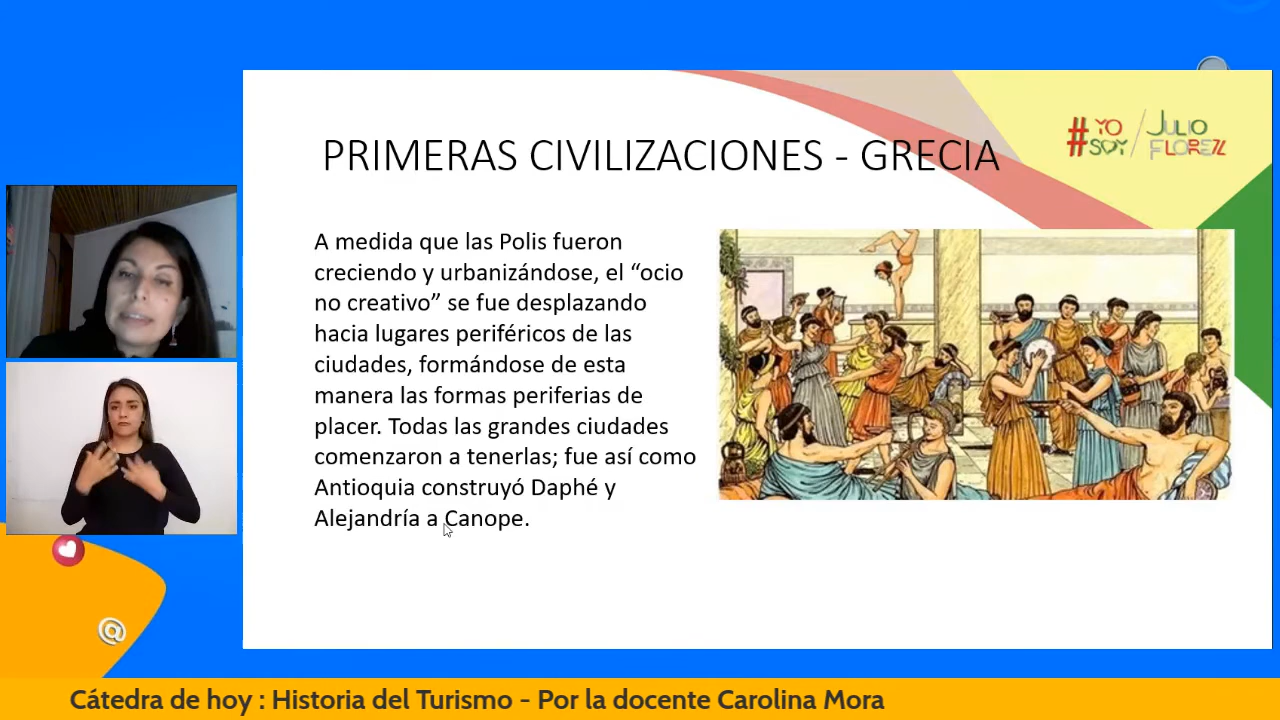 PRIMERAS CIVILIZACIONES - GRECIA
#YO SOY / JULIO FLOREZ
A medida que las Polis fueron
creciendo y urbanizándose, el “ocio
no creativo” se fue desplazando
hacia lugares periféricos de las
ciudades, formándose de esta
manera las formas periferias de
placer. Todas las grandes ciudades
comenzaron a tenerlas; fue así como
Antioquia construyó Daphé y
Alejandría a Canope.
@
Cátedra de hoy : Historia del Turismo - Por la docente Carolina Mora